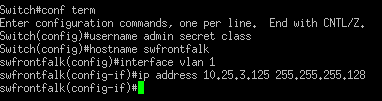 Switch#conf term
Enter configuration commands, one per line.  End with CNTL/Z.
Switch(config)#username admin secret class
Switch(config)#hostname swfrontfalk
swfrontfalk(config)#interface vlan 1
swfrontfalk(config-if)#ip address 10.25.3.125 255.255.255.128
swfrontfalk(config-if)#